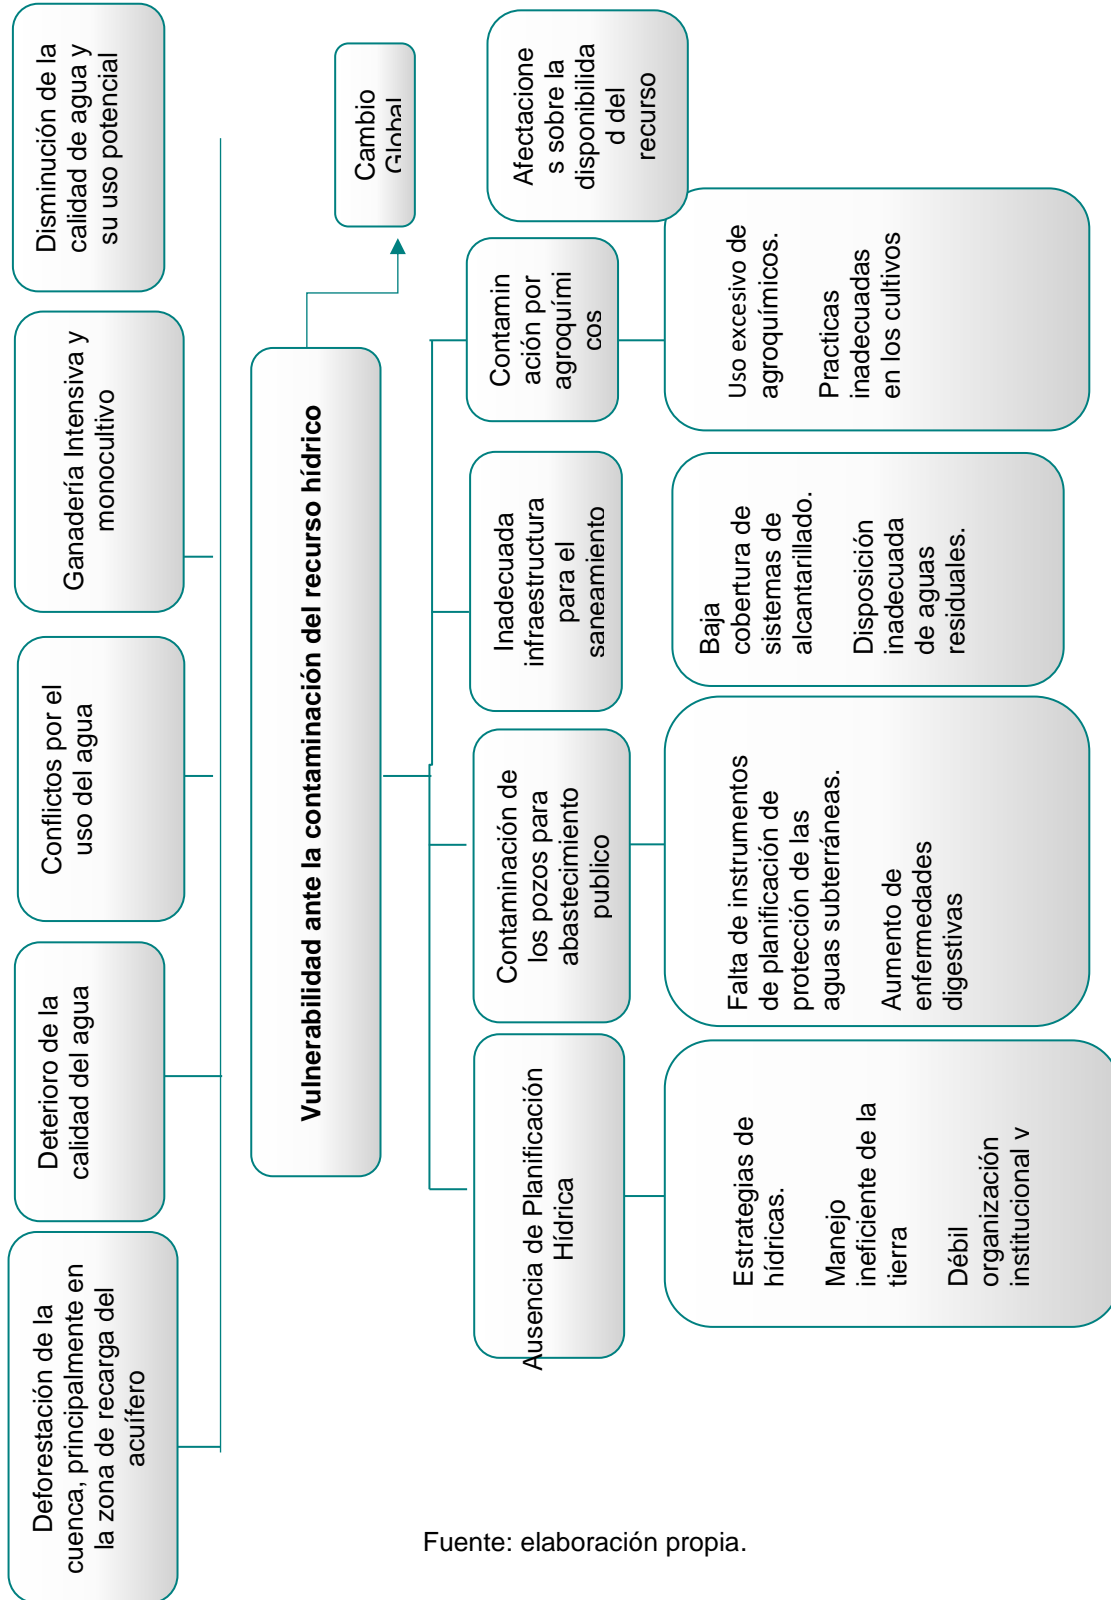 Deforestación de la
cuenca, principalmente en
la zona de recarga del
acuífero
Deterioro de la
calidad del agua
Conflictos por el
uso del agua
Ganadería Intensiva y
monocultivo
Disminución de la
calidad de agua y
su uso potencial
Vulnerabilidad ante la contaminación del recurso hídrico
Cambio
Global
Ausencia de Planificación
Hídrica
Contaminación de
los pozos para
abastecimiento
publico
Inadecuada
infraestructura
para el
saneamiento
Contamin
ación por
agroquími
cos
Afectacione
s sobre la
disponibilida
d del
recurso
Estrategias de
hídricas.
Manejo
ineficiente de la
tierra
Débil
organización
institucional y
Falta de instrumentos
de planificación de
protección de las
aguas subterráneas.
Aumento de
enfermedades
digestivas
Baja
cobertura de
sistemas de
alcantarillado.
Disposición
inadecuada
de aguas
residuales.
Uso excesivo de
agroquímicos.
Practicas
inadecuadas
en los cultivos
Fuente: elaboración propia.